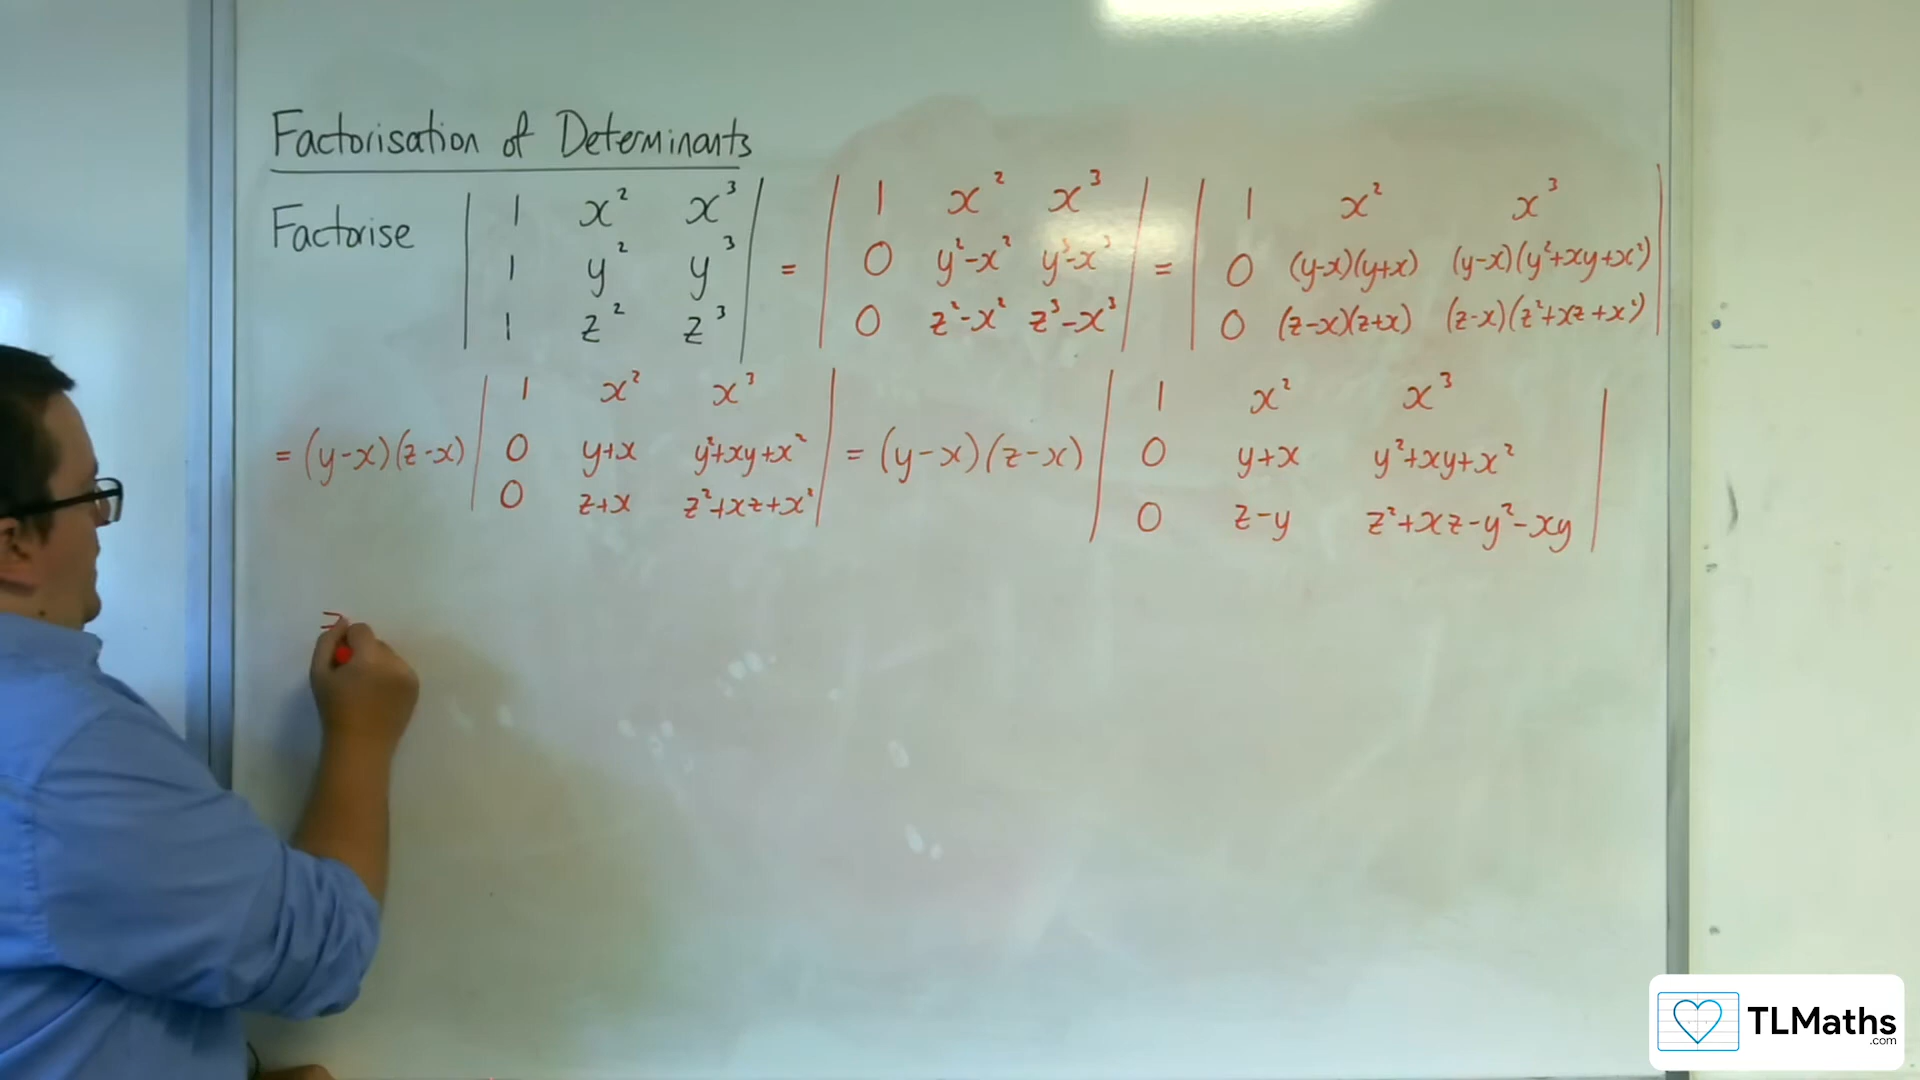 Factorisation of Determinants
Factorise | 1 x² x³ | = | 1 x² x³ | = | 1 x² x³ |
| 1 y² y³ | | 0 y²-x² y³-x³ | | 0 (y-x)(y+x) (y-x)(y²+xy+x²) |
| 1 z² z³ | | 0 z²-x² z³-x³ | | 0 (z-x)(z+x) (z-x)(z²+xz+x²) |
| 1 x² x³ | | 1 x² x³ |
= (y-x)(z-x) | 0 y+x y²+xy+x² | = (y-x)(z-x) | 0 y+x y²+xy+x² |
| 0 z+x z²+xz+x² | | 0 z-y z²+xz-y²-xy |
=
TLMaths
.com